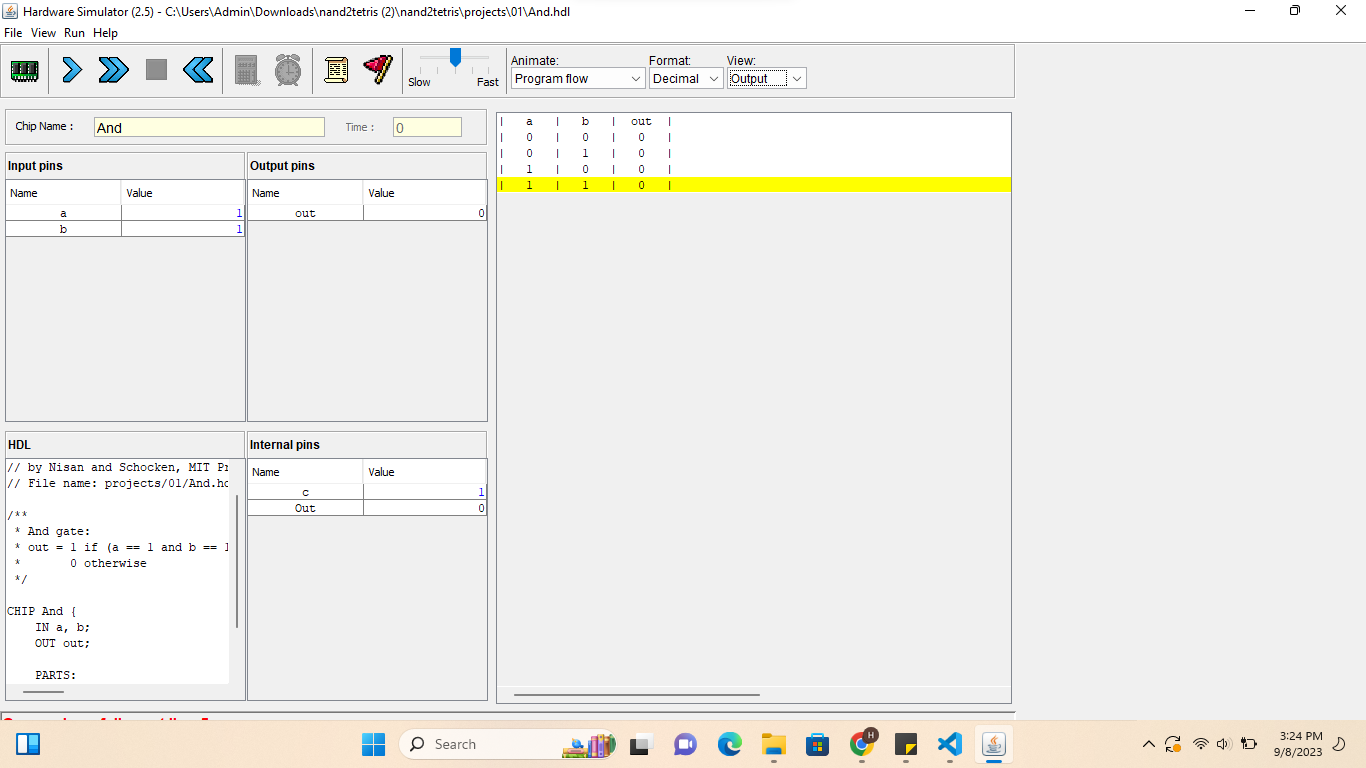 Hardware Simulator (2.5) - C:\Users\Admin\Downloads\nand2tetris (2)\nand2tetris\projects\01\And.hdl
File View Run Help
Slow Fast
Animate: Format: View:
Program flow Decimal Output
Chip Name : And Time : 0
Input pins
Name Value
a 1
b 1
Output pins
Name Value
out 0
HDL
// by Nisan and Schocken, MIT
// File name: projects/01/And.
/**
* And gate:
* out = 1 if (a == 1 and b ==
* 0 otherwise
*/
CHIP And {
IN a, b;
OUT out;
PARTS:
Internal pins
Name Value
c 1
Out 0
| a | b | out |
| 0 | 0 | 0 |
| 0 | 1 | 0 |
| 1 | 0 | 0 |
| 1 | 1 | 0 |
Search
H
3:24 PM
9/8/2023